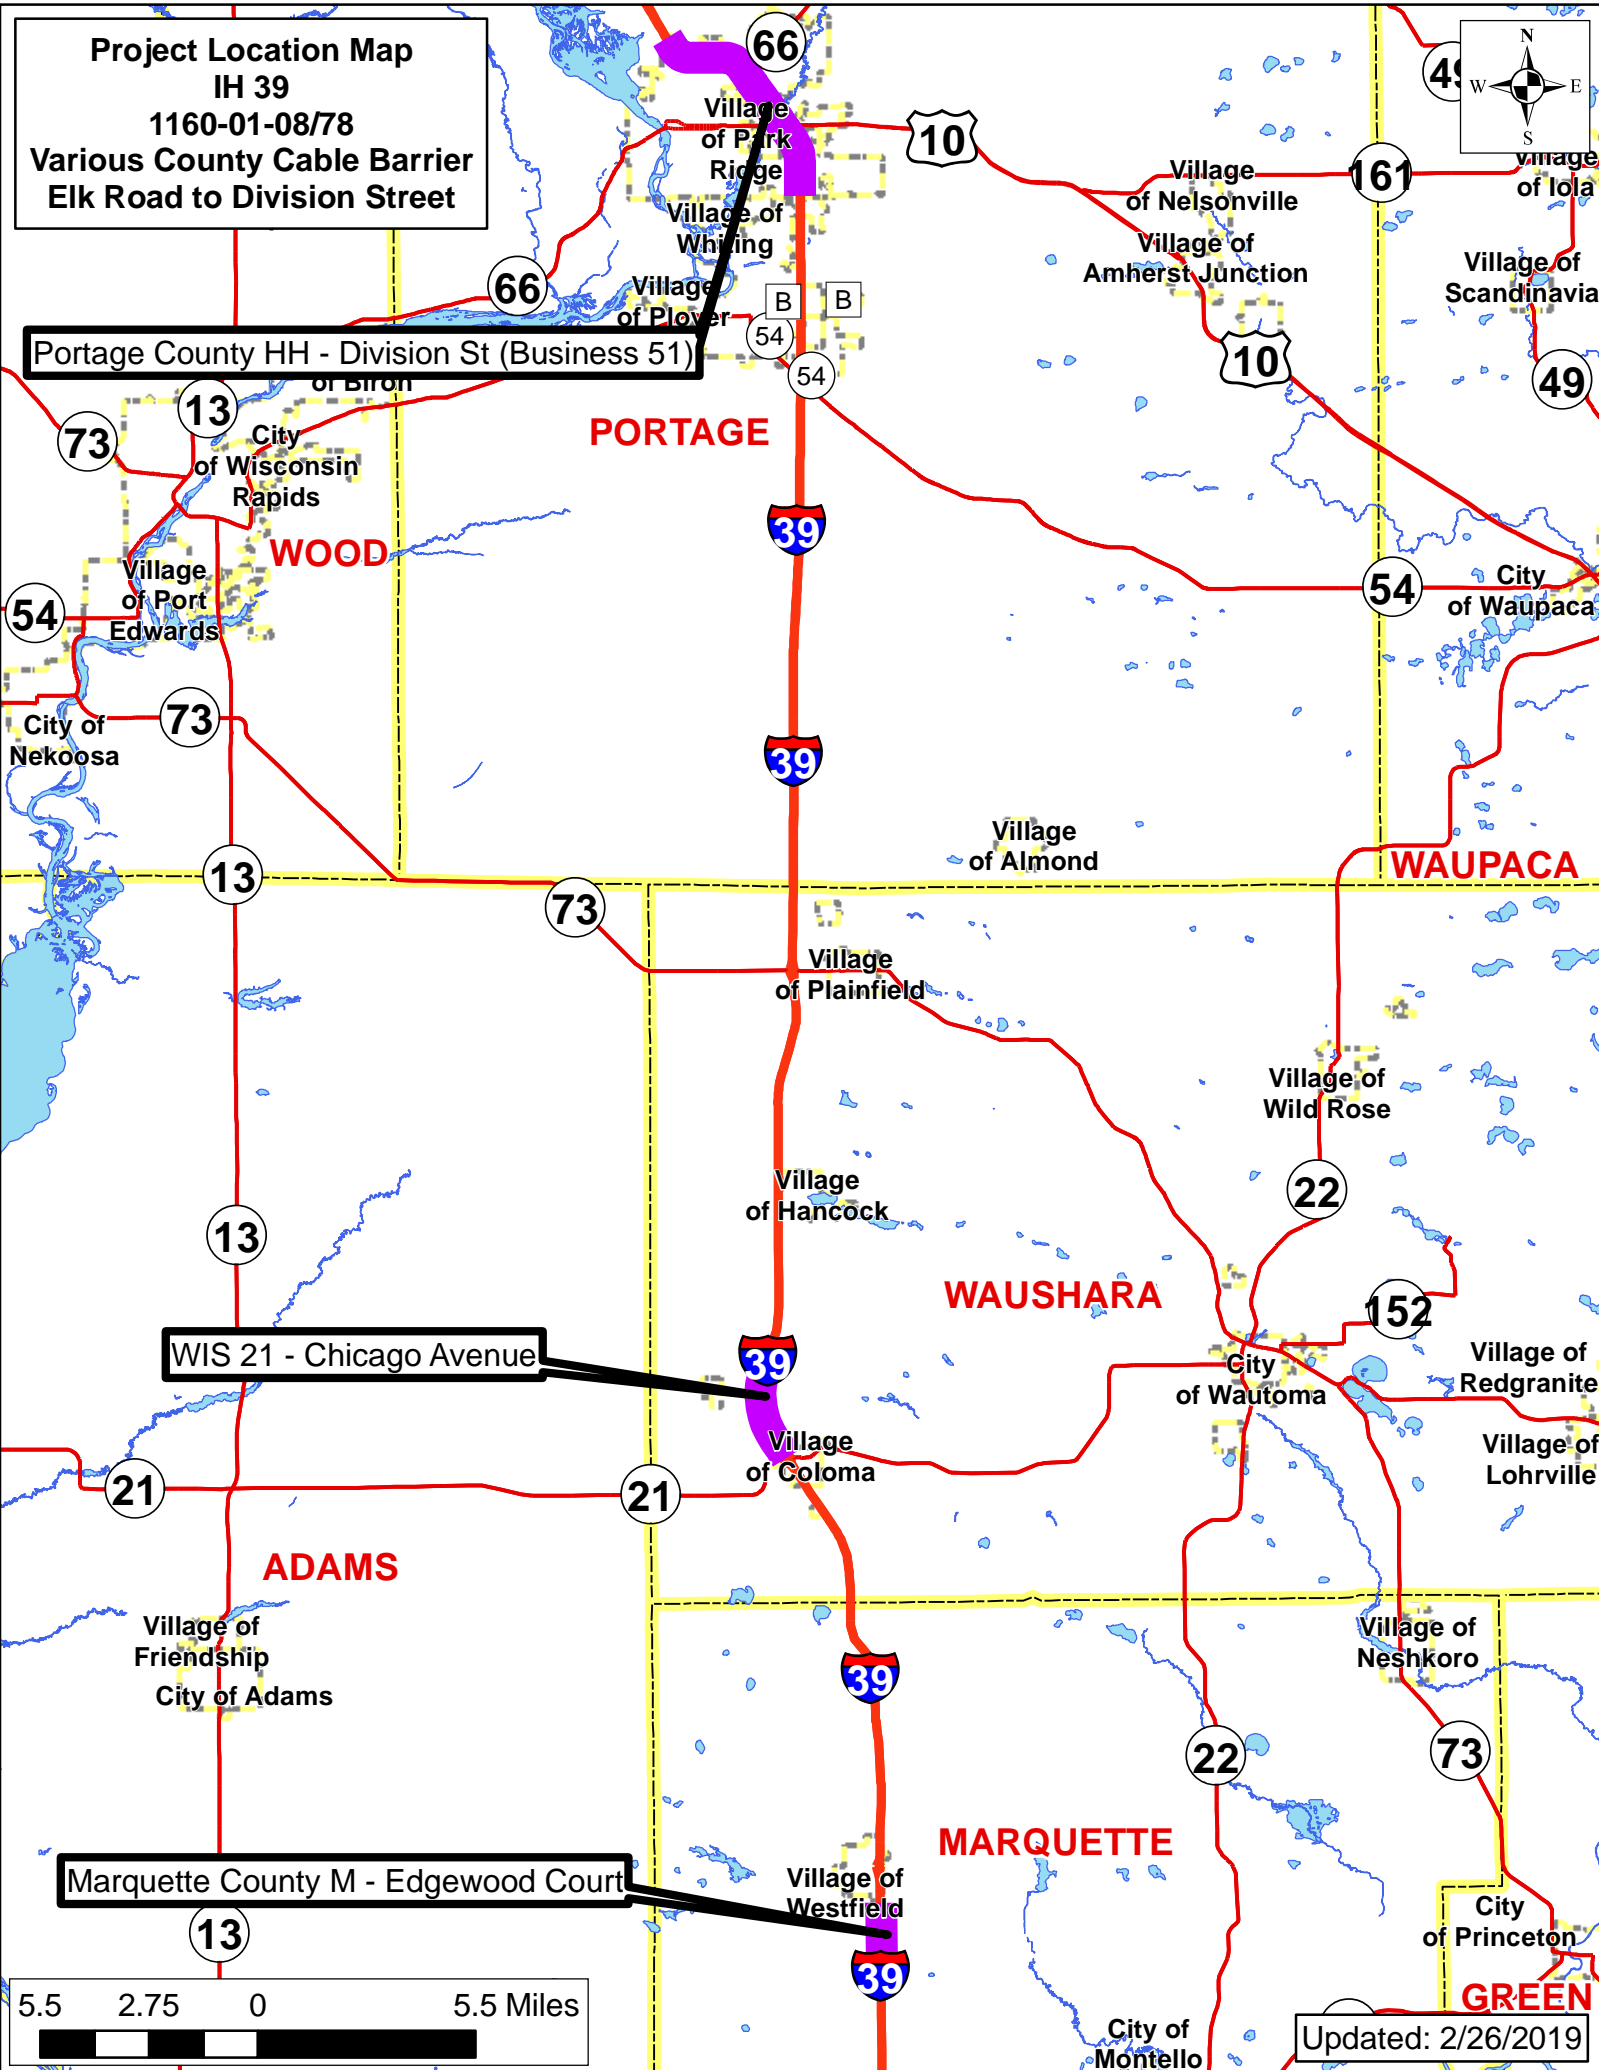 Project Location Map
IH 39
1160-01-08/78
Various County Cable Barrier
Elk Road to Division Street
66
N
W E
S
Village
of Park
Ridge
10
161
Village
of Iola
Village
of Nelsonville
Village of
Whiting
Village of
Amherst Junction
Village of
Scandinavia
66
Village
of Plover
B
B
54
54
10
49
Portage County HH - Division St (Business 51)
of Biron
13
73
PORTAGE
City
of Wisconsin
Rapids
39
WOOD
Village
of Port
Edwards
54
54
City
of Waupaca
73
City of
Nekoosa
39
Village
of Almond
WAUPACA
13
73
Village
of Plainfield
Village of
Wild Rose
Village
of Hancock
22
13
WAUSHARA
152
WIS 21 - Chicago Avenue
39
City
of Wautoma
Village of
Redgranite
Village
of Coloma
Village of
Lohrville
21
21
ADAMS
Village of
Friendship
City of Adams
Village of
Neshkoro
39
22
73
MARQUETTE
Marquette County M - Edgewood Court
Village of
Westfield
13
City
of Princeton
39
GREEN
5.5 2.75 0 5.5 Miles
City of
Montello
Updated: 2/26/2019